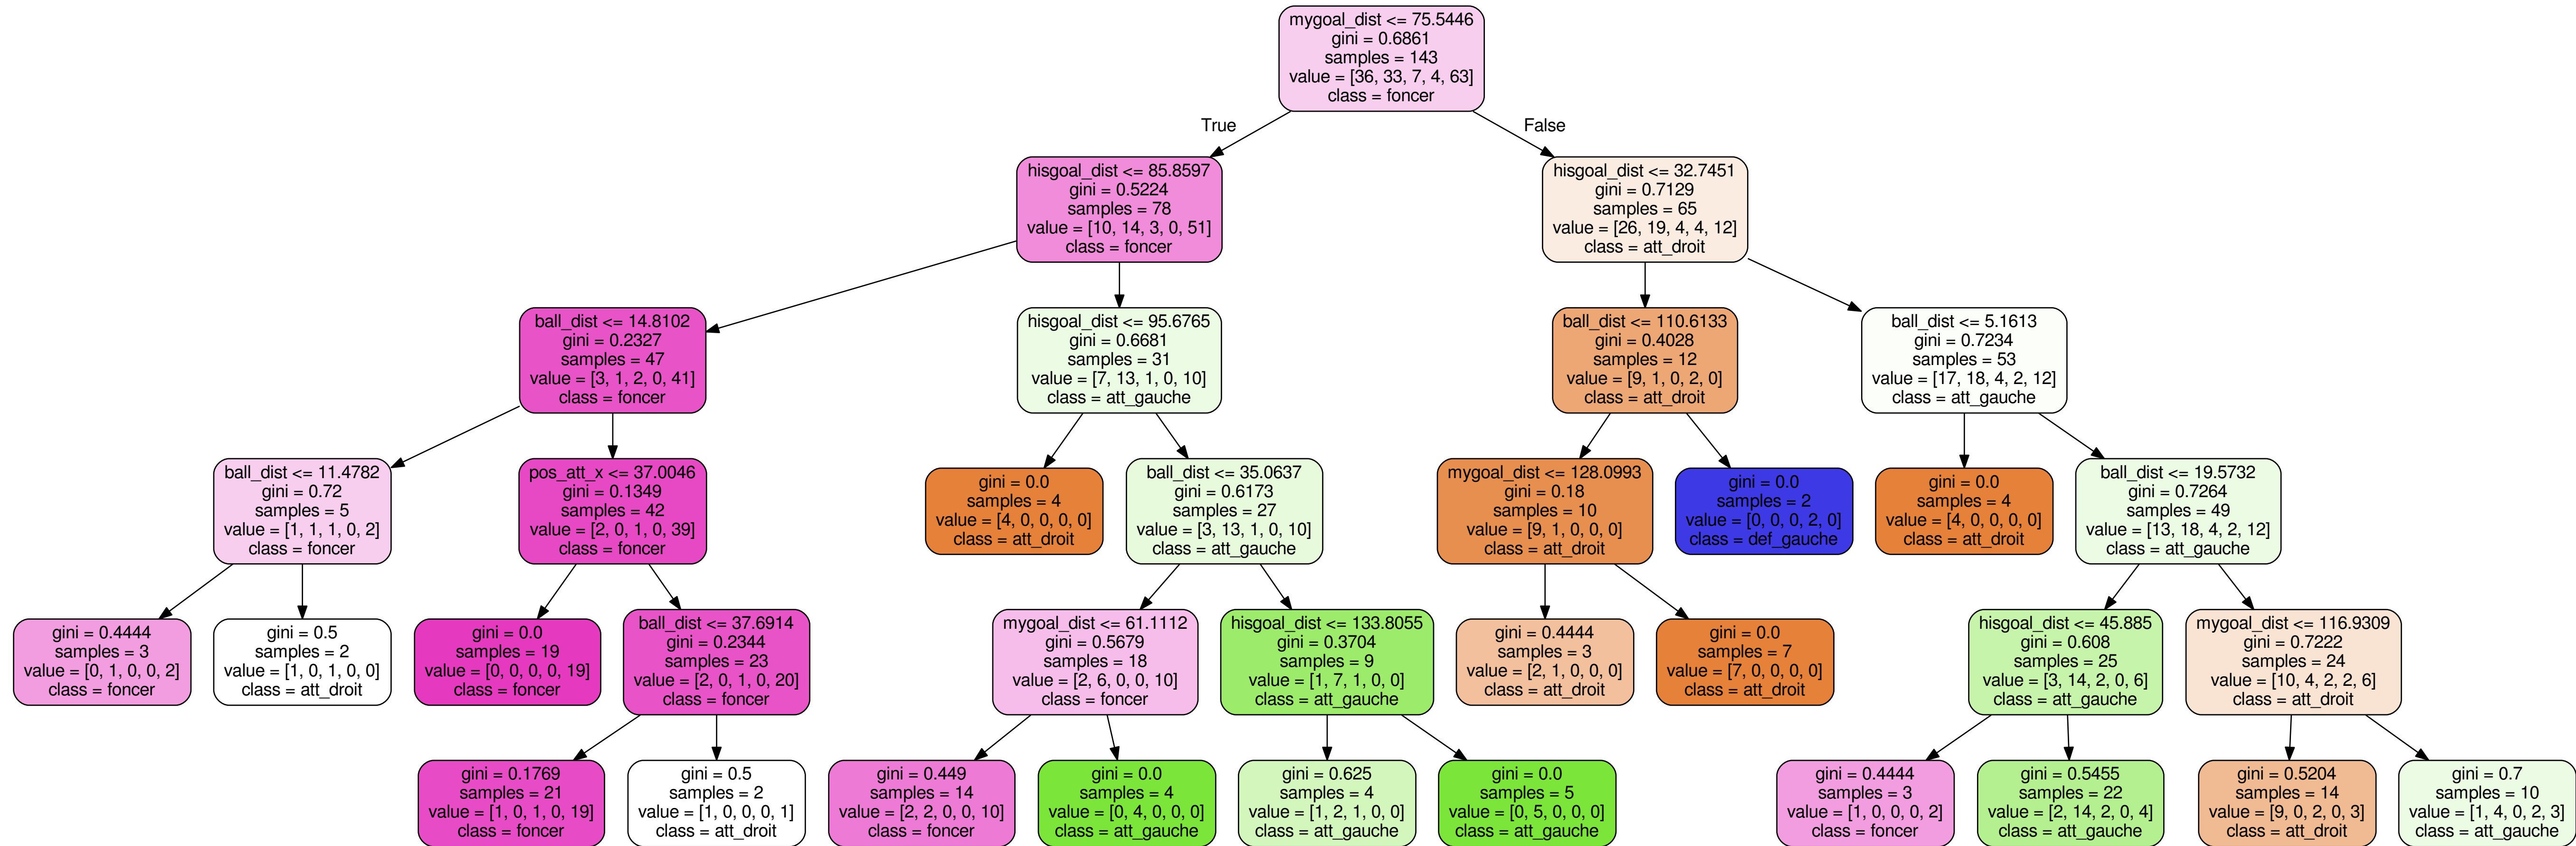 mygoal_dist <= 75.5446
gini = 0.6861
samples = 143
value = [36, 33, 7, 4, 63]
class = foncer
True
False
hisgoal_dist <= 85.8597
gini = 0.5224
samples = 78
value = [10, 14, 3, 0, 51]
class = foncer
hisgoal_dist <= 32.7451
gini = 0.7129
samples = 65
value = [26, 19, 4, 4, 12]
class = att_droit
ball_dist <= 14.8102
gini = 0.2327
samples = 47
value = [3, 1, 2, 0, 41]
class = foncer
hisgoal_dist <= 95.6765
gini = 0.6681
samples = 31
value = [7, 13, 1, 0, 10]
class = att_gauche
ball_dist <= 110.6133
gini = 0.4028
samples = 12
value = [9, 1, 0, 2, 0]
class = att_droit
ball_dist <= 5.1613
gini = 0.7234
samples = 53
value = [17, 18, 4, 2, 12]
class = att_gauche
ball_dist <= 11.4782
gini = 0.72
samples = 5
value = [1, 1, 1, 0, 2]
class = foncer
pos_att_x <= 37.0046
gini = 0.1349
samples = 42
value = [2, 0, 1, 0, 39]
class = foncer
gini = 0.0
samples = 4
value = [4, 0, 0, 0, 0]
class = att_droit
ball_dist <= 35.0637
gini = 0.6173
samples = 27
value = [3, 13, 1, 0, 10]
class = att_gauche
mygoal_dist <= 128.0993
gini = 0.18
samples = 10
value = [9, 1, 0, 0, 0]
class = att_droit
gini = 0.0
samples = 2
value = [0, 0, 0, 2, 0]
class = def_gauche
gini = 0.0
samples = 4
value = [4, 0, 0, 0, 0]
class = att_droit
ball_dist <= 19.5732
gini = 0.7264
samples = 49
value = [13, 18, 4, 2, 12]
class = att_gauche
gini = 0.4444
samples = 3
value = [0, 1, 0, 0, 2]
class = foncer
gini = 0.5
samples = 2
value = [1, 0, 1, 0, 0]
class = att_droit
gini = 0.0
samples = 19
value = [0, 0, 0, 0, 19]
class = foncer
ball_dist <= 37.6914
gini = 0.2344
samples = 23
value = [2, 0, 1, 0, 20]
class = foncer
mygoal_dist <= 61.1112
gini = 0.5679
samples = 18
value = [2, 6, 0, 0, 10]
class = foncer
hisgoal_dist <= 133.8055
gini = 0.3704
samples = 9
value = [1, 7, 1, 0, 0]
class = att_gauche
gini = 0.4444
samples = 3
value = [2, 1, 0, 0, 0]
class = att_droit
gini = 0.0
samples = 7
value = [7, 0, 0, 0, 0]
class = att_droit
hisgoal_dist <= 45.885
gini = 0.608
samples = 25
value = [3, 14, 2, 0, 6]
class = att_gauche
mygoal_dist <= 116.9309
gini = 0.7222
samples = 24
value = [10, 4, 2, 2, 6]
class = att_droit
gini = 0.1769
samples = 21
value = [1, 0, 1, 0, 19]
class = foncer
gini = 0.5
samples = 2
value = [1, 0, 0, 0, 1]
class = att_droit
gini = 0.449
samples = 14
value = [2, 2, 0, 0, 10]
class = foncer
gini = 0.0
samples = 4
value = [0, 4, 0, 0, 0]
class = att_gauche
gini = 0.625
samples = 4
value = [1, 2, 1, 0, 0]
class = att_gauche
gini = 0.0
samples = 5
value = [0, 5, 0, 0, 0]
class = att_gauche
gini = 0.4444
samples = 3
value = [1, 0, 0, 0, 2]
class = foncer
gini = 0.5455
samples = 22
value = [2, 14, 2, 0, 4]
class = att_gauche
gini = 0.5204
samples = 14
value = [9, 0, 2, 0, 3]
class = att_droit
gini = 0.7
samples = 10
value = [1, 4, 0, 2, 3]
class = att_gauche